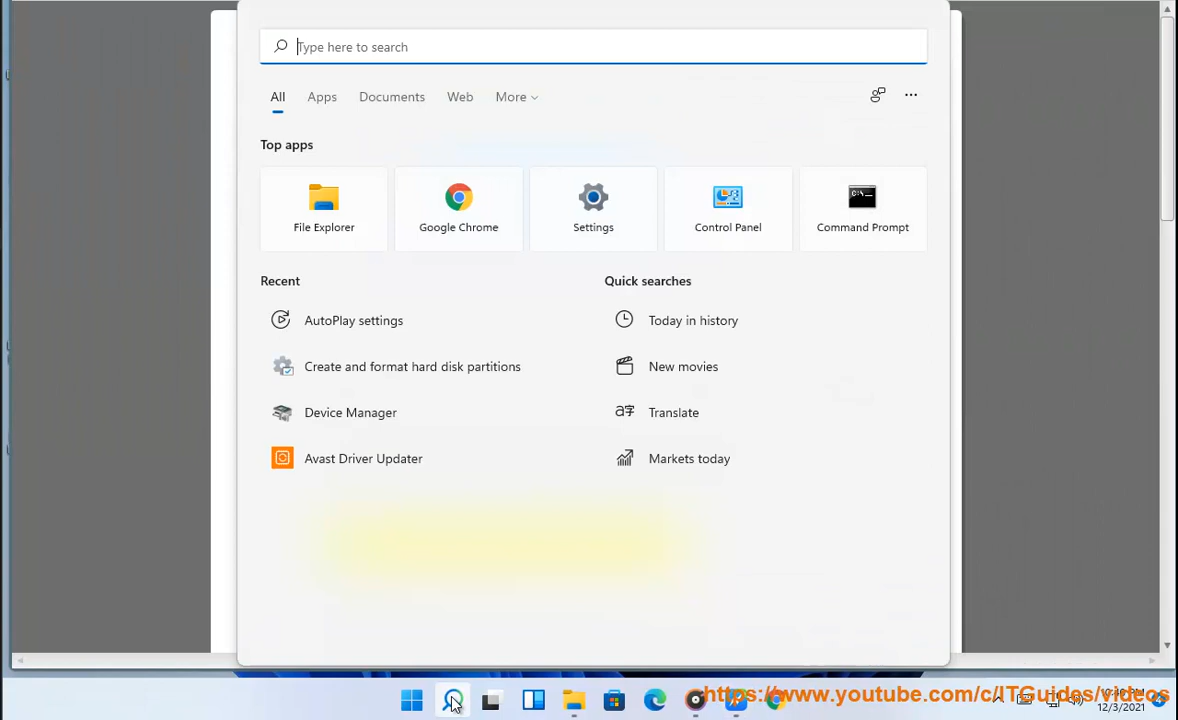 Type here to search
All Apps Documents Web More
Top apps
File Explorer Google Chrome Settings Control Panel Command Prompt
Recent Quick searches
AutoPlay settings Today in history
Create and format hard disk partitions New movies
Device Manager Translate
Avast Driver Updater Markets today
https://www.youtube.com/c/ITGuides/videos
12/3/2021